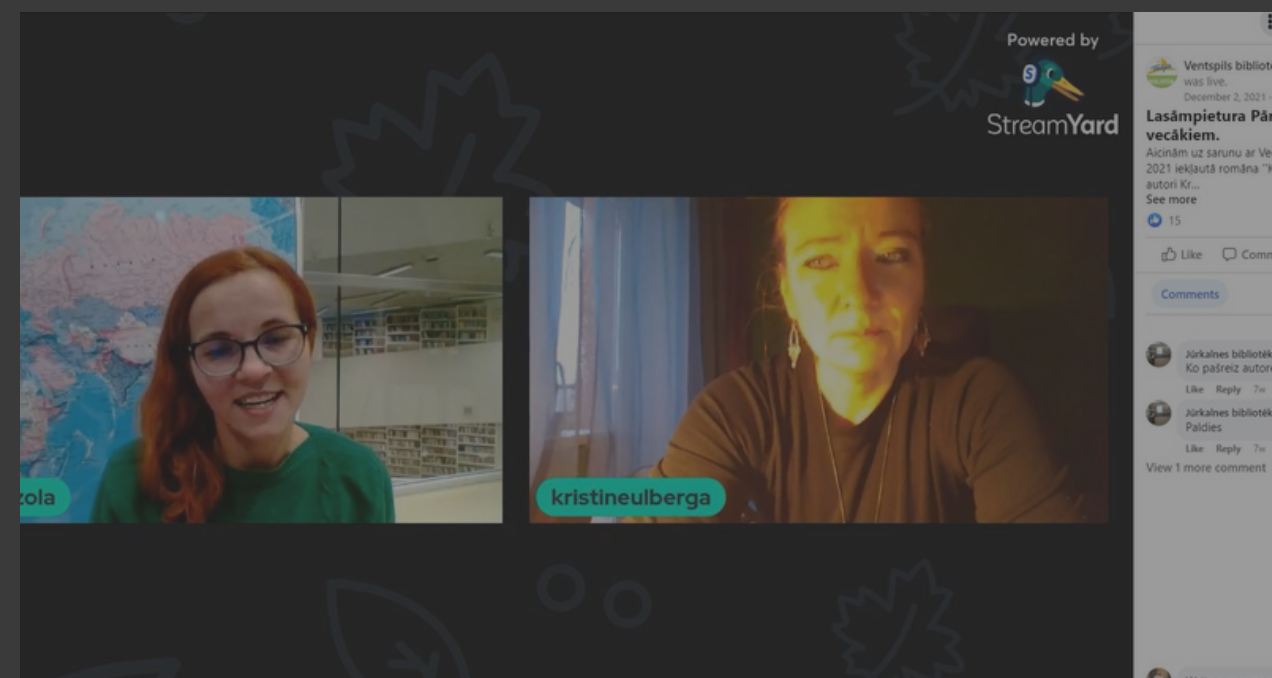 Powered by
StreamYard
zola
kristineulberga
Ventspils bibliotē
was live.
December 2, 2021 ·
Lasāmpietura Pār
vecākiem.
Aicinām uz sarunu ar Ve
2021 iekļautā romāna "
autori Kr...
See more
15
Like Comm
Comments
Jūrkalnes bibliotēk
Ko pašreiz autore
Like Reply 7w
Jūrkalnes bibliotēk
Paldies
Like Reply 7w
View 1 more comment